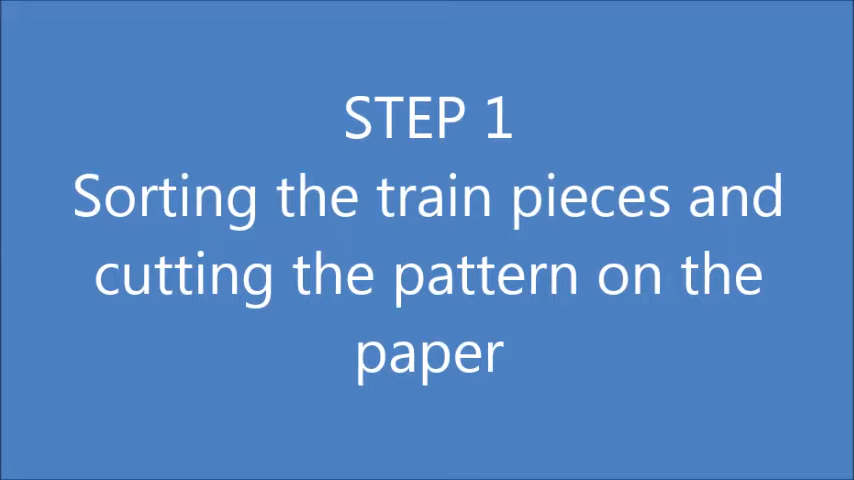 STEP 1
Sorting the train pieces and
cutting the pattern on the
paper